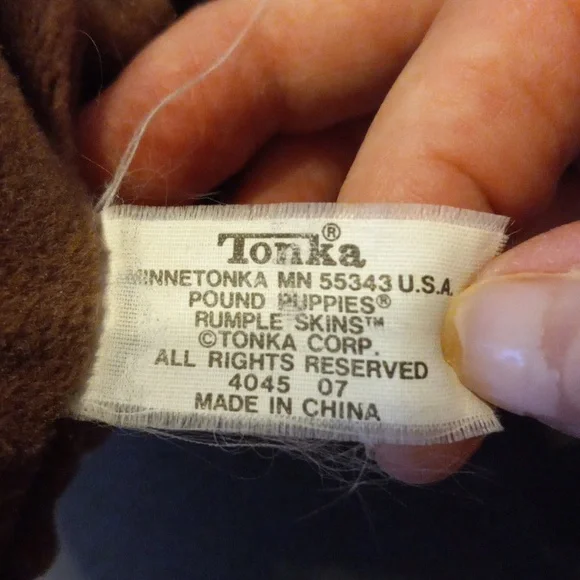 Tonka®
MINNETONKA MN 55343 U.S.A.
POUND PUPPIES®
RUMPLE SKINS™
©TONKA CORP.
ALL RIGHTS RESERVED
4045 07
MADE IN CHINA